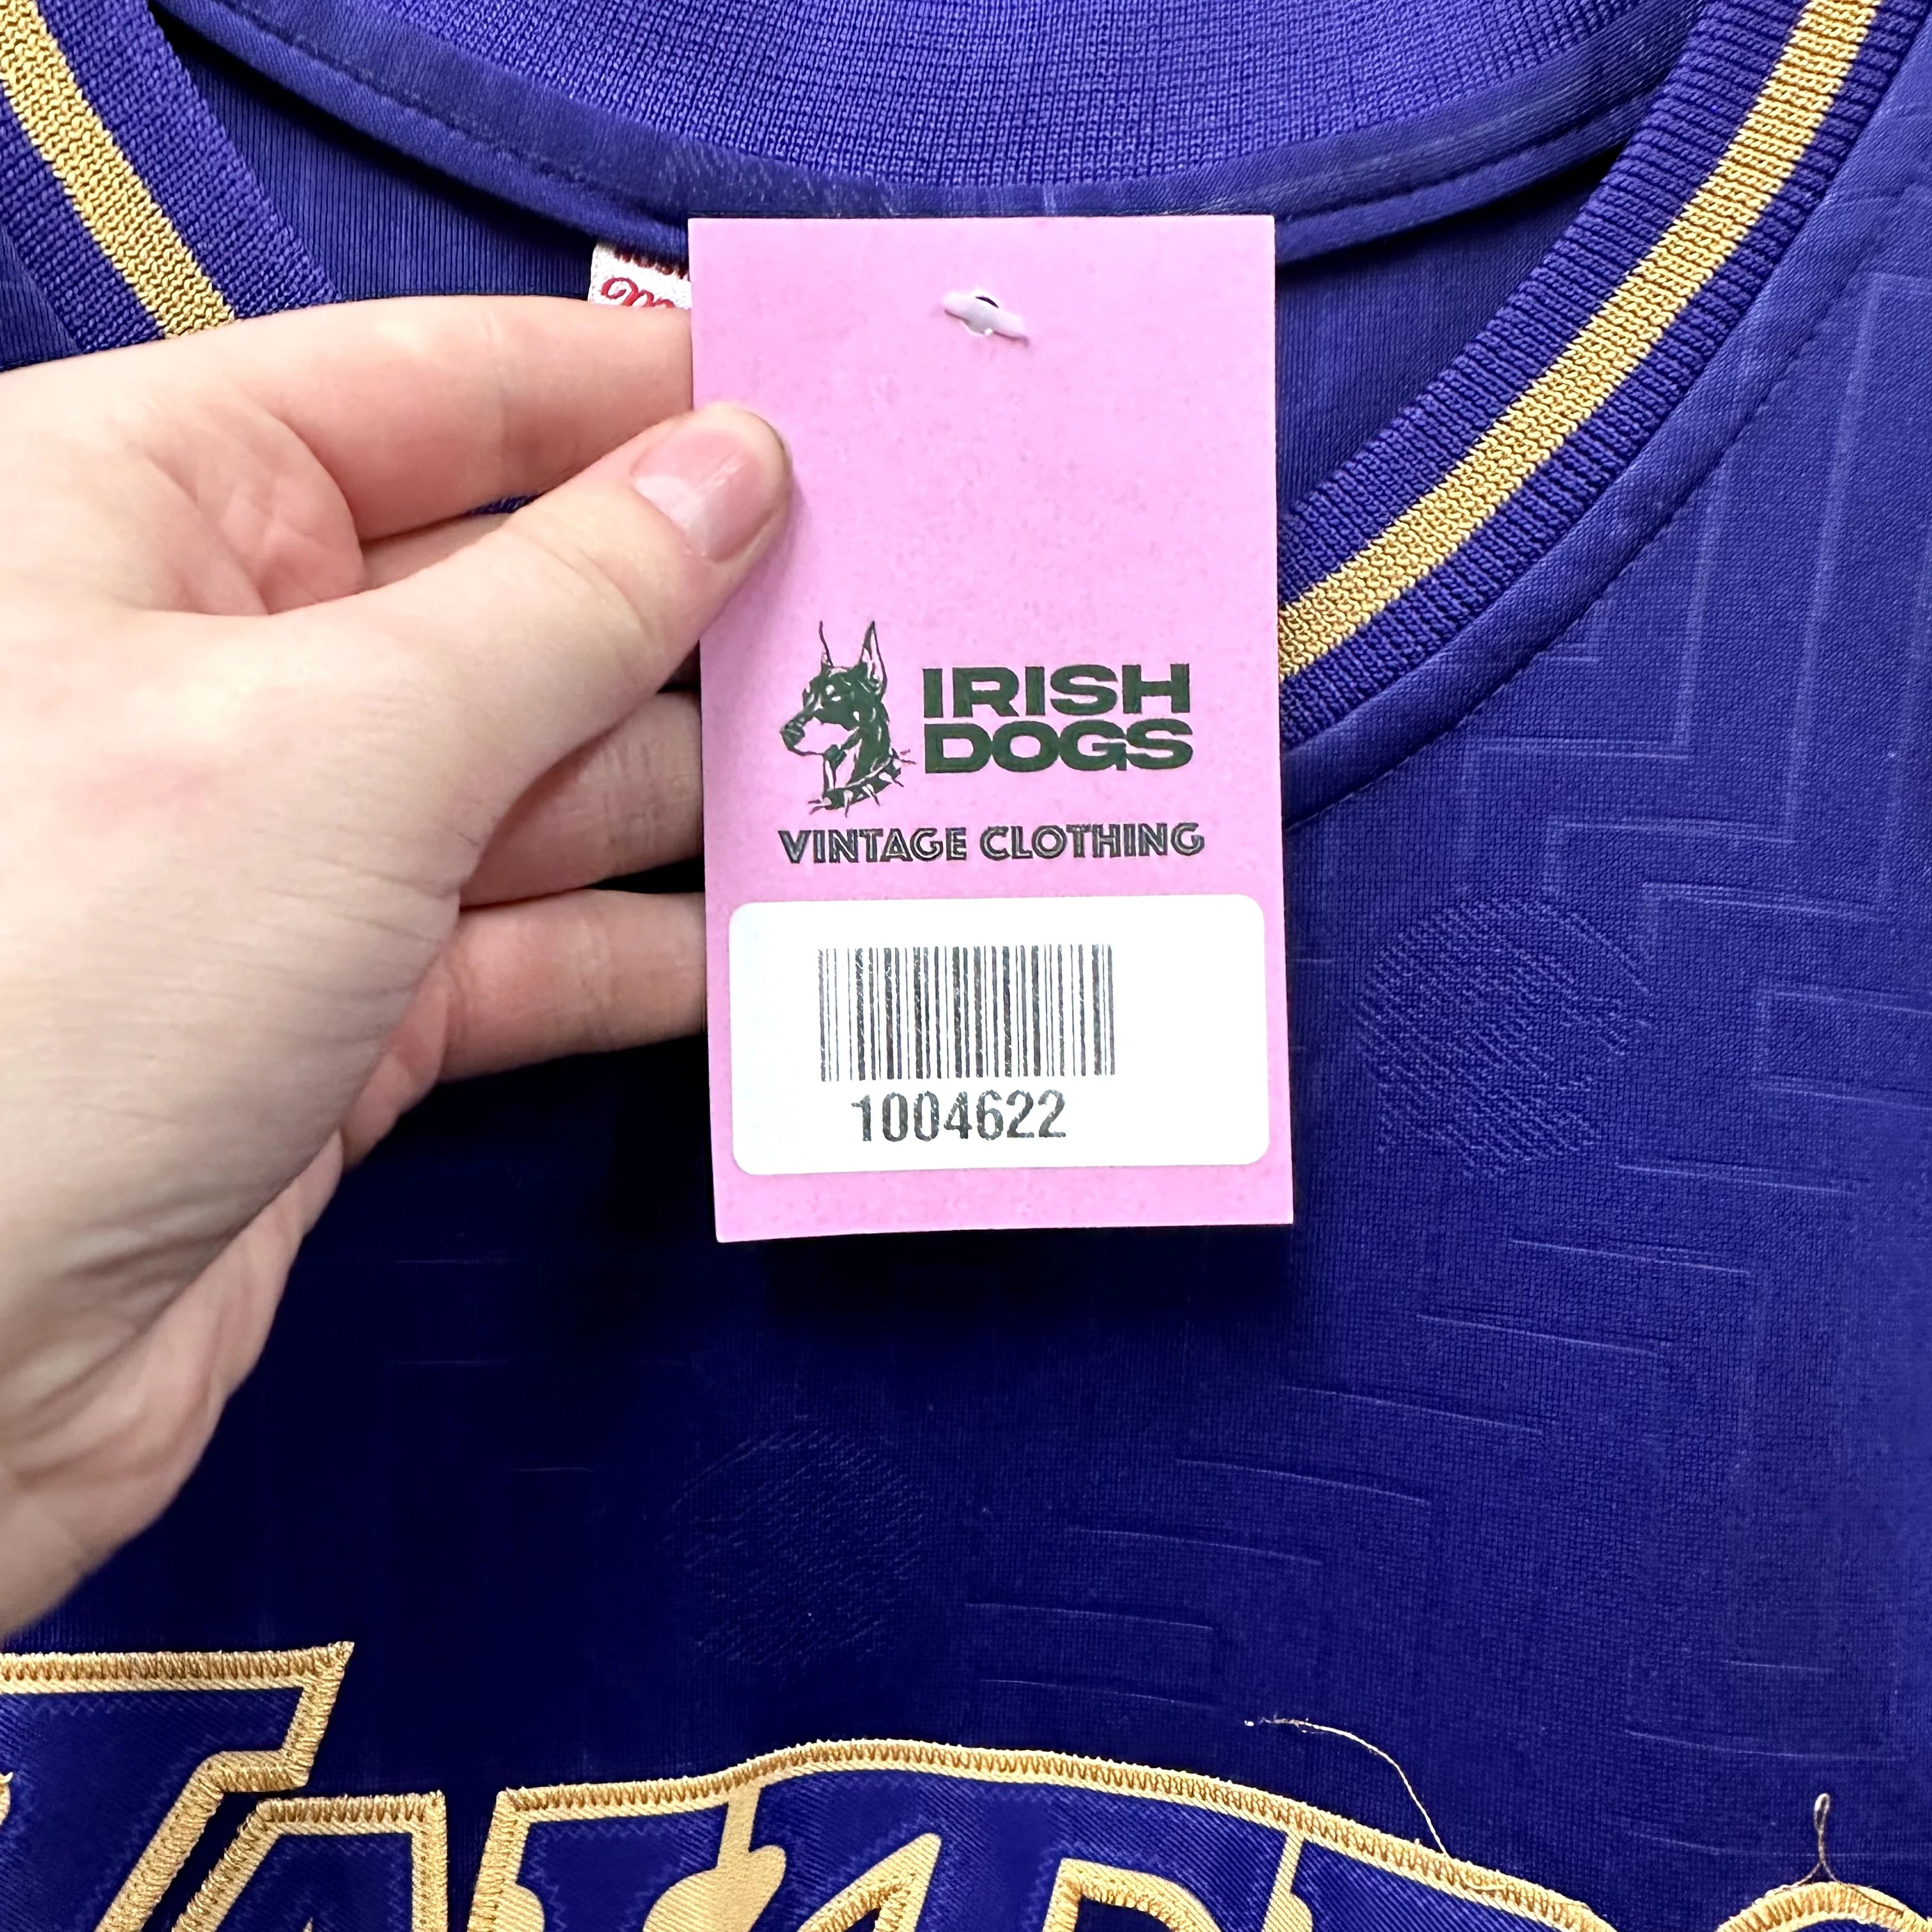 IRISH
DOGS
VINTAGE CLOTHING
1004622